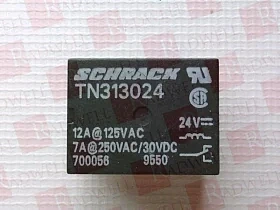 SCHRACK
TN313024
24V⎓
12A@125VAC
7A@250VAC/30VDC
700056 9550